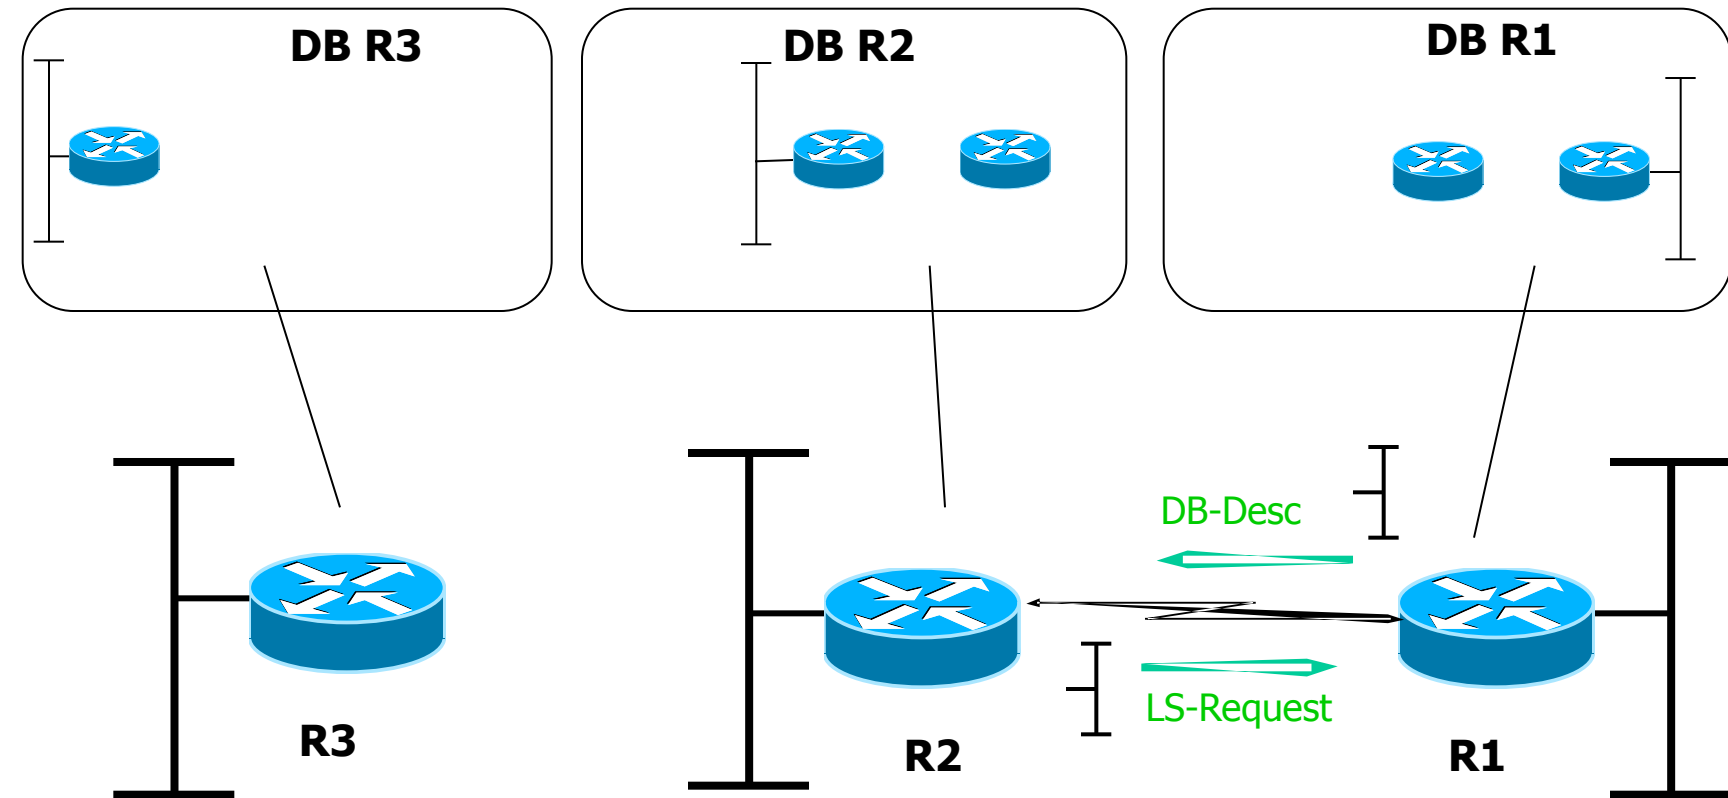 DB R3
DB R2
DB R1
DB-Desc
LS-Request
R3
R2
R1